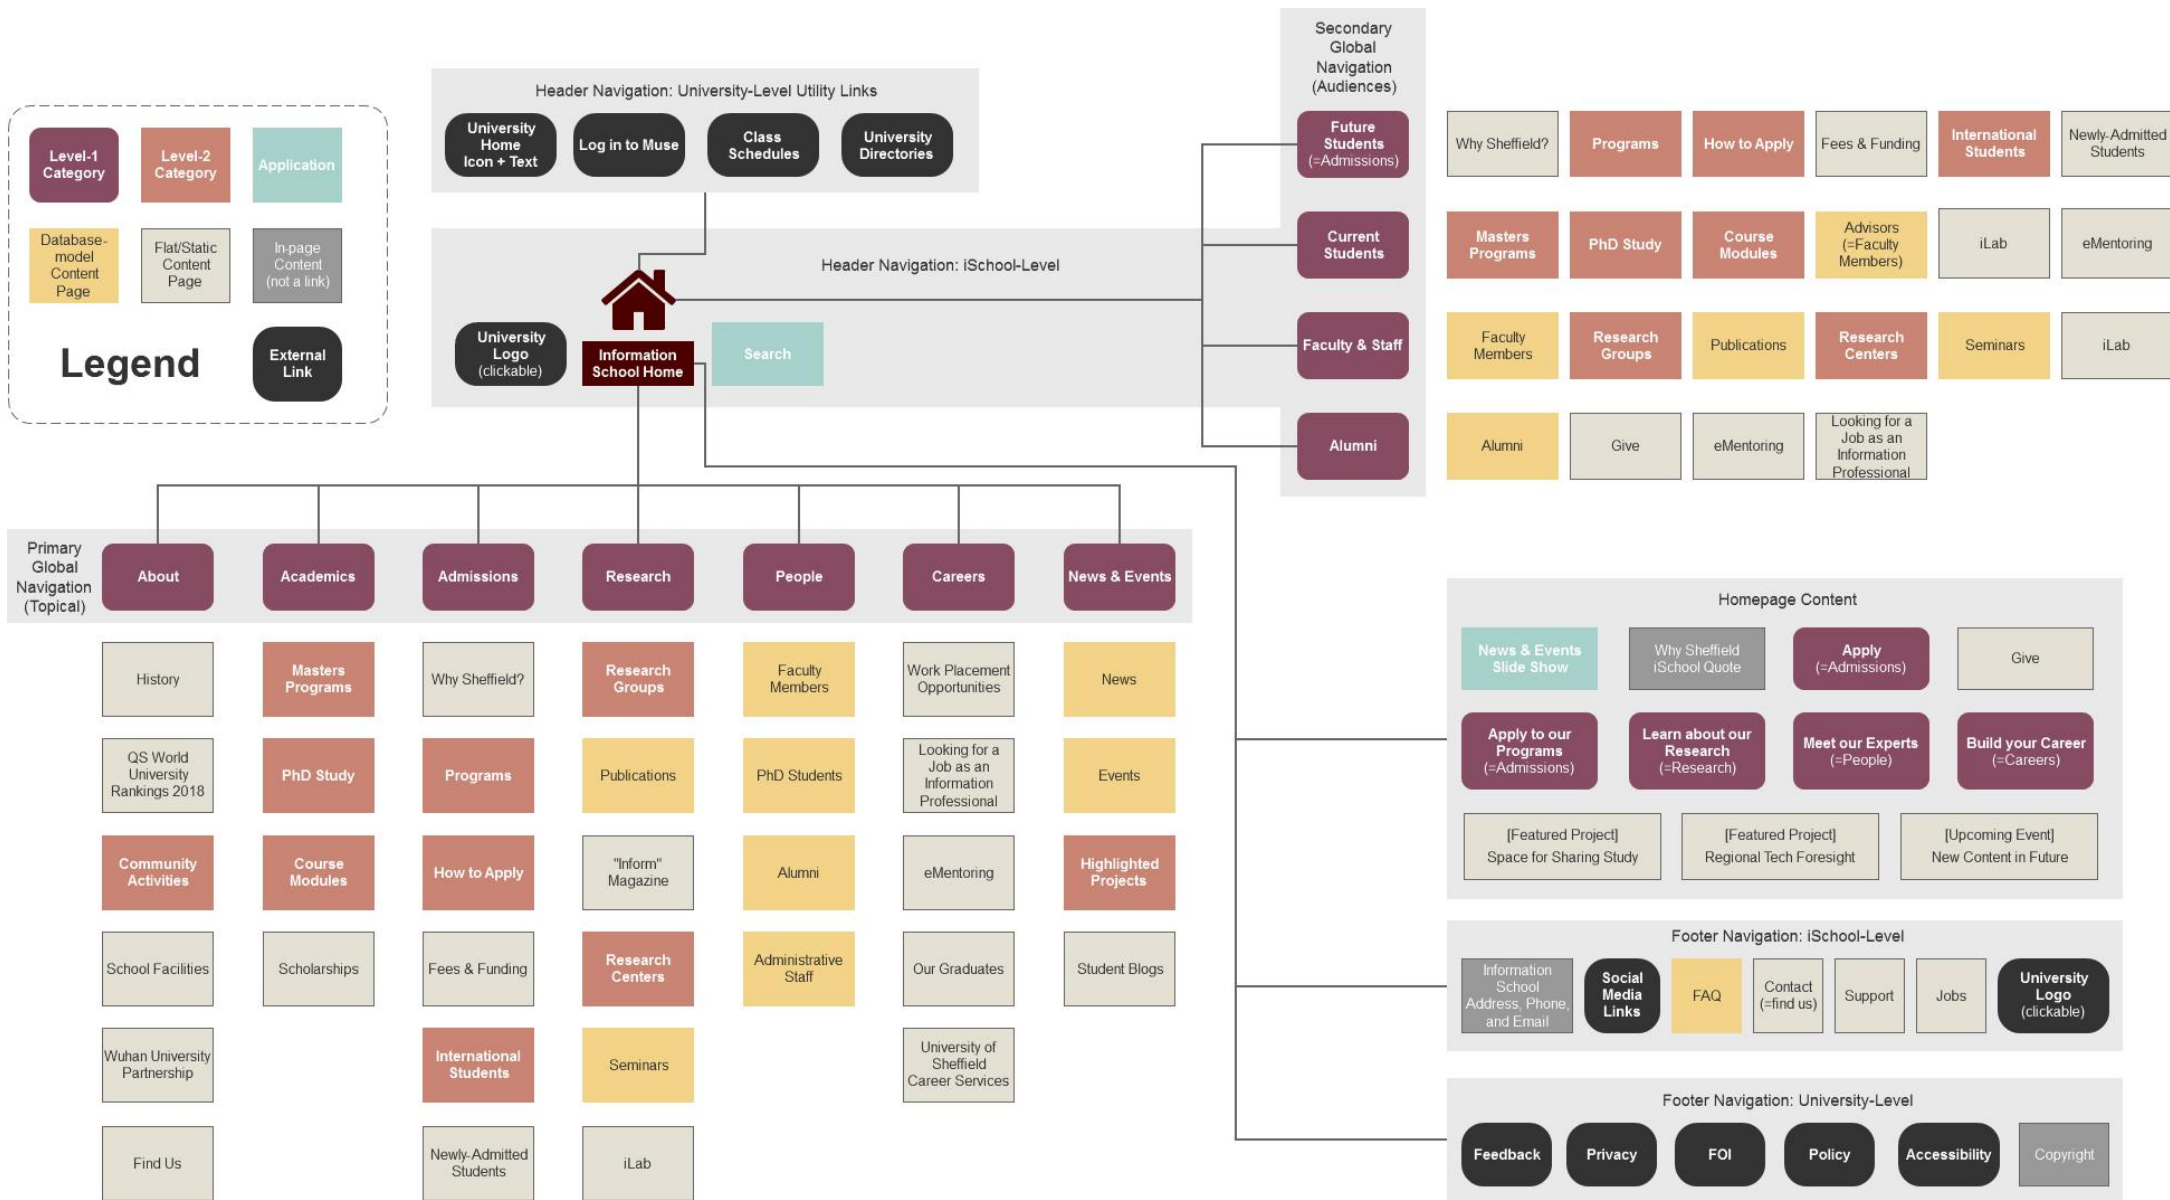 Level-1
Category
Level-2
Category
Application
Database-
model
Content
Page
Flat/Static
Content
Page
In-page
Content
(not a link)
Legend
External
Link
Header Navigation: University-Level Utility Links
University
Home
Icon + Text
Log in to Muse
Class
Schedules
University
Directories
Header Navigation: iSchool-Level
University
Logo
(clickable)
Information
School Home
Search
Secondary
Global
Navigation
(Audiences)
Future
Students
(=Admissions)
Why Sheffield?
Programs
How to Apply
Fees & Funding
International
Students
Newly-Admitted
Students
Current
Students
Masters
Programs
PhD Study
Course
Modules
Advisors
(=Faculty
Members)
iLab
eMentoring
Faculty & Staff
Faculty
Members
Research
Groups
Publications
Research
Centers
Seminars
iLab
Alumni
Alumni
Give
eMentoring
Looking for a
Job as an
Information
Professional
Primary
Global
Navigation
(Topical)
About
Academics
Admissions
Research
People
Careers
News & Events
History
QS World
University
Rankings 2018
Community
Activities
School Facilities
Wuhan University
Partnership
Find Us
Masters
Programs
PhD Study
Course
Modules
Scholarships
Why Sheffield?
Programs
How to Apply
Fees & Funding
International
Students
Newly-Admitted
Students
Research
Groups
Publications
"Inform"
Magazine
Research
Centers
Seminars
iLab
Faculty
Members
PhD Students
Alumni
Administrative
Staff
Work Placement
Opportunities
Looking for a
Job as an
Information
Professional
eMentoring
Our Graduates
University of
Sheffield
Career Services
News
Events
Highlighted
Projects
Student Blogs
Homepage Content
News & Events
Slide Show
Why Sheffield
iSchool Quote
Apply
(=Admissions)
Give
Apply to our
Programs
(=Admissions)
Learn about our
Research
(=Research)
Meet our Experts
(=People)
Build your Career
(=Careers)
[Featured Project]
Space for Sharing Study
[Featured Project]
Regional Tech Foresight
[Upcoming Event]
New Content in Future
Footer Navigation: iSchool-Level
Information
School
Address, Phone,
and Email
Social
Media
Links
FAQ
Contact
(=find us)
Support
Jobs
University
Logo
(clickable)
Footer Navigation: University-Level
Feedback
Privacy
FOI
Policy
Accessibility
Copyright